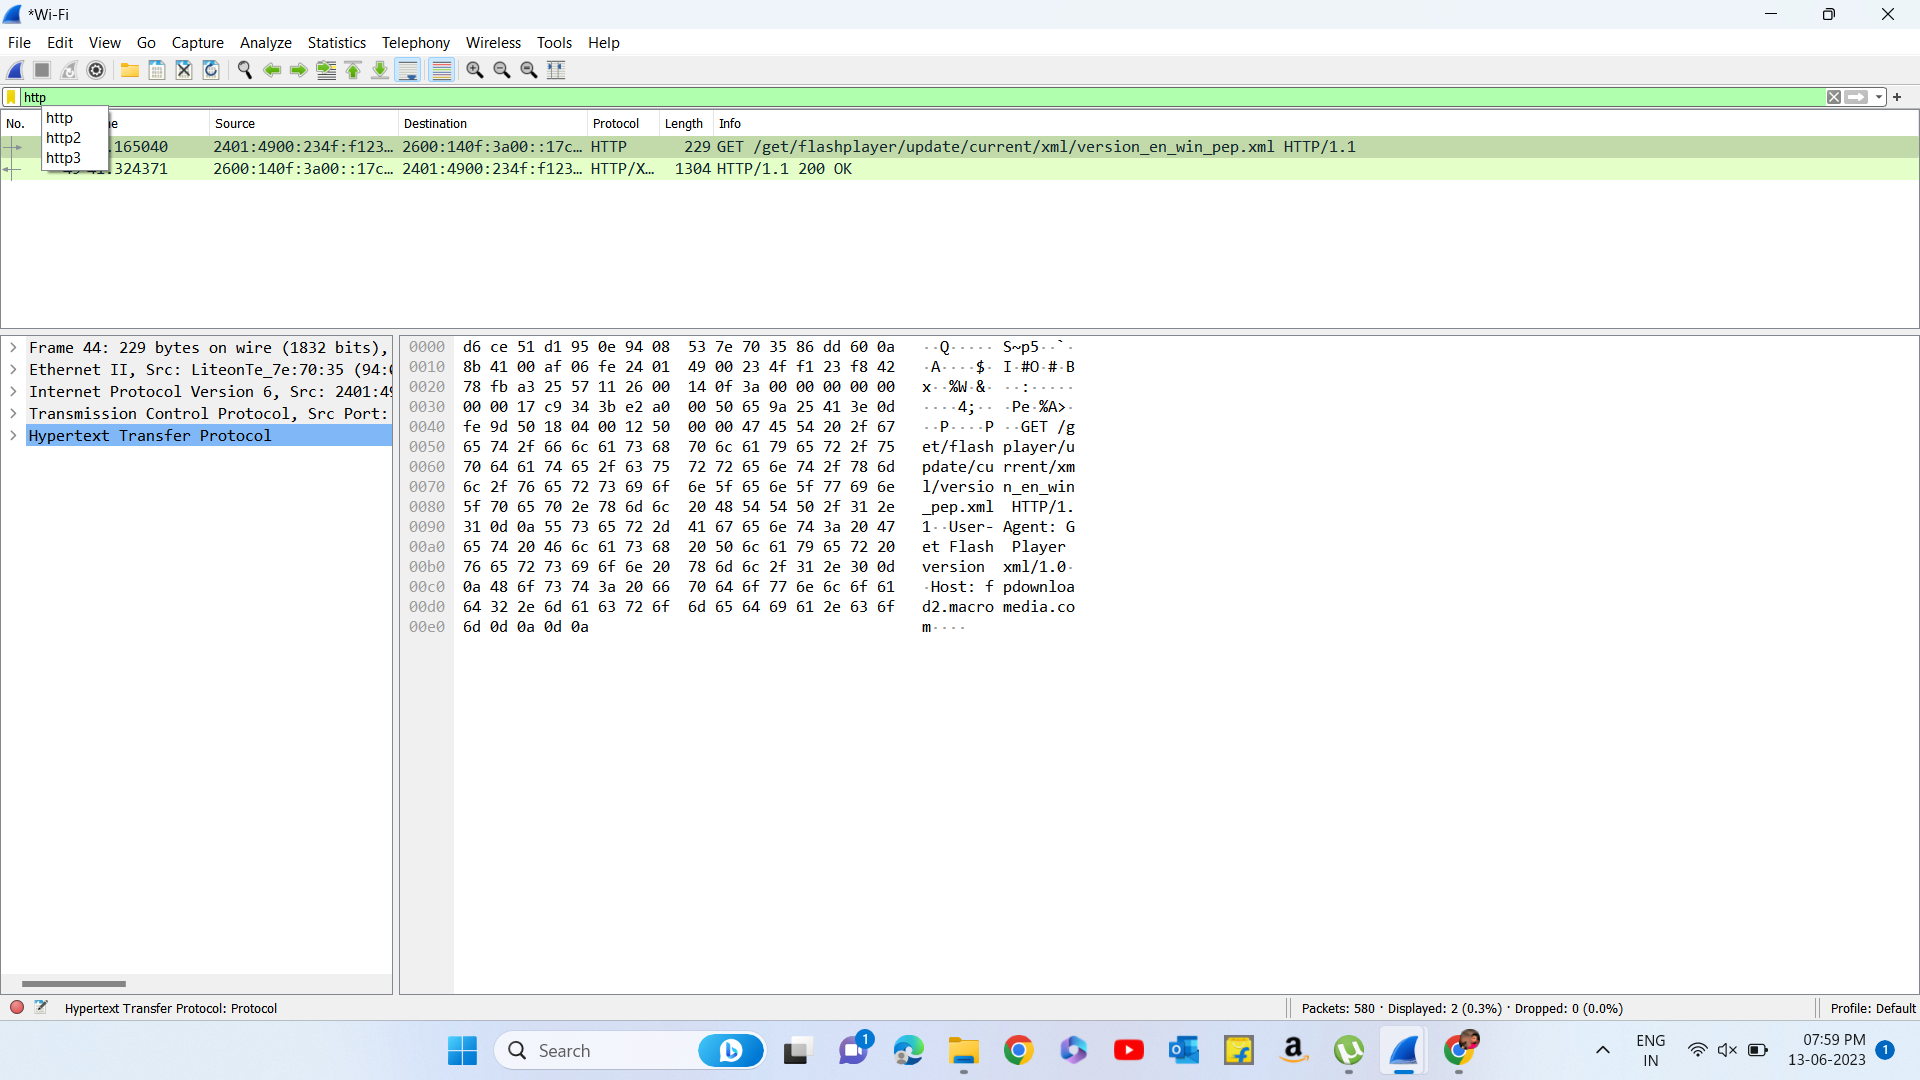 *Wi-Fi
File Edit View Go Capture Analyze Statistics Telephony Wireless Tools Help
http
http
http2
http3
No. Source Destination Protocol Length Info
.165040 2401:4900:234f:f123… 2600:140f:3a00::17c… HTTP 229 GET /get/flashplayer/update/current/xml/version_en_win_pep.xml HTTP/1.1
.324371 2600:140f:3a00::17c… 2401:4900:234f:f123… HTTP/X… 1304 HTTP/1.1 200 OK
Frame 44: 229 bytes on wire (1832 bits),
Ethernet II, Src: LiteonTe_7e:70:35 (94:
Internet Protocol Version 6, Src: 2401:49
Transmission Control Protocol, Src Port:
Hypertext Transfer Protocol
0000 d6 ce 51 d1 95 0e 94 08 53 7e 70 35 86 dd 60 0a ··Q····· S~p5··`·
0010 8b 41 00 af 06 fe 24 01 49 00 23 4f f1 23 f8 42 ·A····$· I·#O·#·B
0020 78 fb a3 25 57 11 26 00 14 0f 3a 00 00 00 00 00 x··%W·&· ··:·····
0030 00 00 17 c9 34 3b e2 a0 00 50 65 9a 25 41 3e 0d ····4;·· ·Pe·%A>·
0040 fe 9d 50 18 04 00 12 50 00 00 47 45 54 20 2f 67 ··P····P ··GET /g
0050 65 74 2f 66 6c 61 73 68 70 6c 61 79 65 72 2f 75 et/flash player/u
0060 70 64 61 74 65 2f 63 75 72 72 65 6e 74 2f 78 6d pdate/cu rrent/xm
0070 6c 2f 76 65 72 73 69 6f 6e 5f 65 6e 5f 77 69 6e l/versio n_en_win
0080 5f 70 65 70 2e 78 6d 6c 20 48 54 54 50 2f 31 2e _pep.xml HTTP/1.
0090 31 0d 0a 55 73 65 72 2d 41 67 65 6e 74 3a 20 47 1··User- Agent: G
00a0 65 74 20 46 6c 61 73 68 20 50 6c 61 79 65 72 20 et Flash Player
00b0 76 65 72 73 69 6f 6e 20 78 6d 6c 2f 31 2e 30 0d version xml/1.0·
00c0 0a 48 6f 73 74 3a 20 66 70 64 6f 77 6e 6c 6f 61 ·Host: f pdownloa
00d0 64 32 2e 6d 61 63 72 6f 6d 65 64 69 61 2e 63 6f d2.macro media.co
00e0 6d 0d 0a 0d 0a m····
Hypertext Transfer Protocol: Protocol
Packets: 580 · Displayed: 2 (0.3%) · Dropped: 0 (0.0%)
Profile: Default
Search
1
ENG
IN
07:59 PM
13-06-2023
1